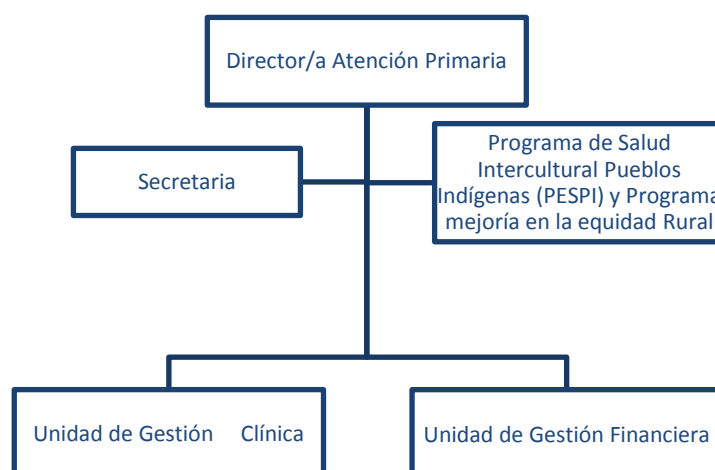 Director/a Atención Primaria
Secretaria
Programa de Salud
Intercultural Pueblos
Indígenas (PESPI) y Programa
mejoría en la equidad Rural
Unidad de Gestión Clínica
Unidad de Gestión Financiera